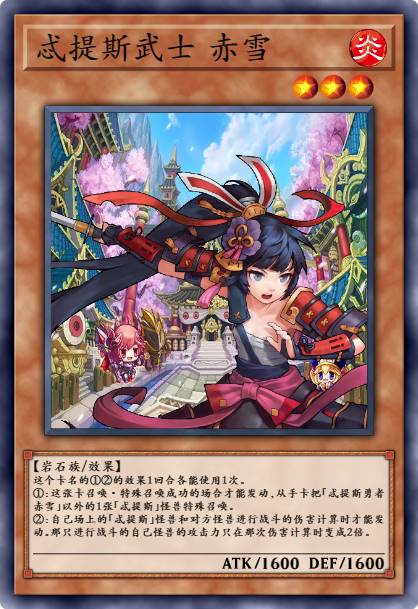 忒提斯武士 赤雪
炎
【岩石族/效果】
这个卡名的①②的效果1回合各能使用1次。
①:这张卡召唤·特殊召唤成功的场合才能发动。从手卡把「忒提斯勇者
赤雪」以外的1张「忒提斯」怪兽特殊召唤。
②:自己场上的「忒提斯」怪兽和对方怪兽进行战斗的伤害计算时才能发
动。那只进行战斗的自己怪兽的攻击力只在那次伤害计算时变成2倍。
ATK/1600 DEF/1600